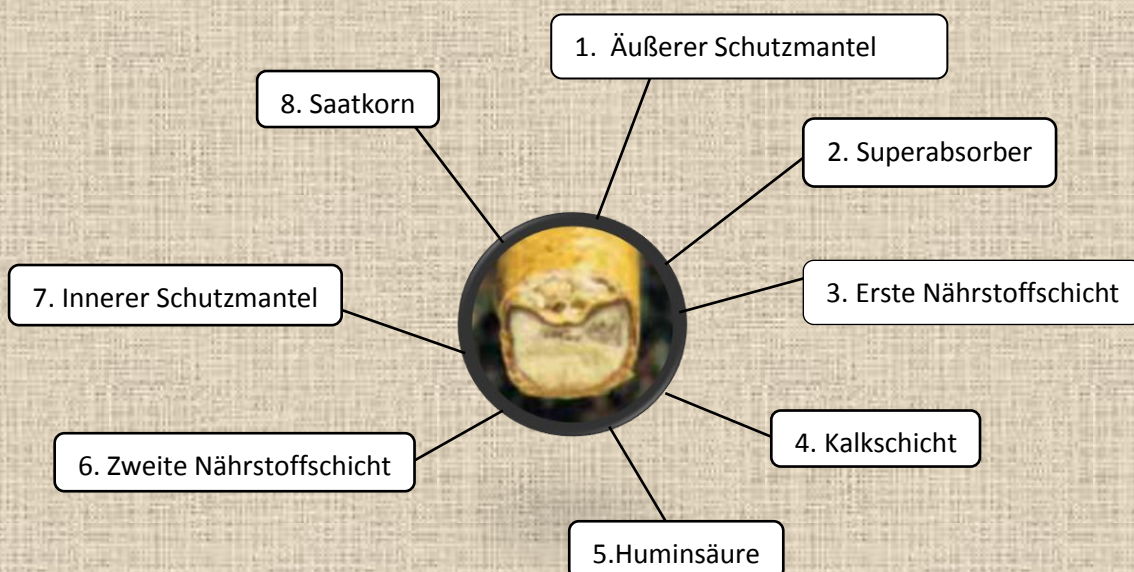 1. Äußerer Schutzmantel
2. Superabsorber
3. Erste Nährstoffschicht
4. Kalkschicht
5.Huminsäure
6. Zweite Nährstoffschicht
7. Innerer Schutzmantel
8. Saatkorn